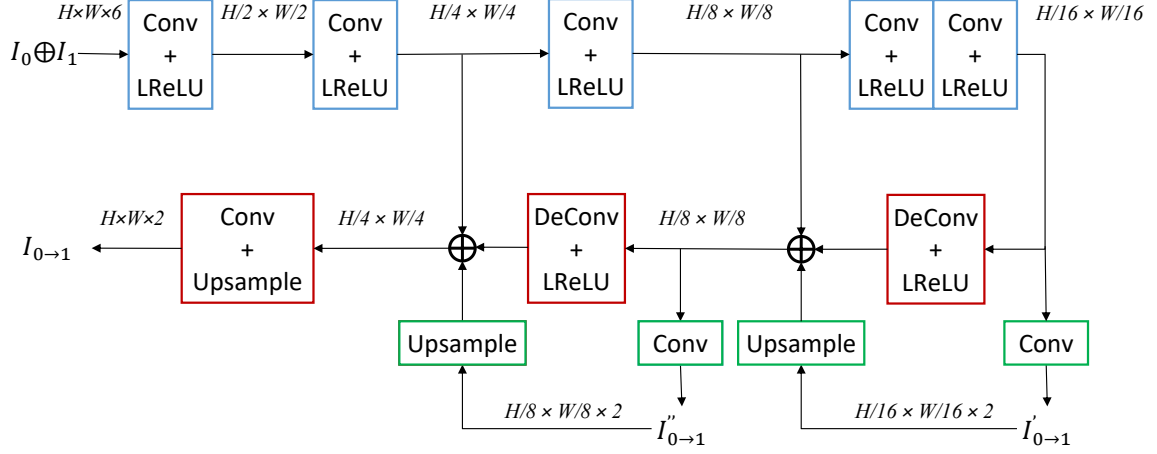 H×W×6
H/2 × W/2
H/4 × W/4
H/8 × W/8
H/16 × W/16
I₀⊕I₁
Conv
+
LReLU
Conv
+
LReLU
Conv
+
LReLU
Conv
+
LReLU
Conv
+
LReLU
H×W×2
H/4 × W/4
H/8 × W/8
I₀→₁
Conv
+
Upsample
DeConv
+
LReLU
DeConv
+
LReLU
Upsample
Conv
Upsample
Conv
H/8 × W/8 × 2
H/16 × W/16 × 2
I''₀→₁
I'₀→₁